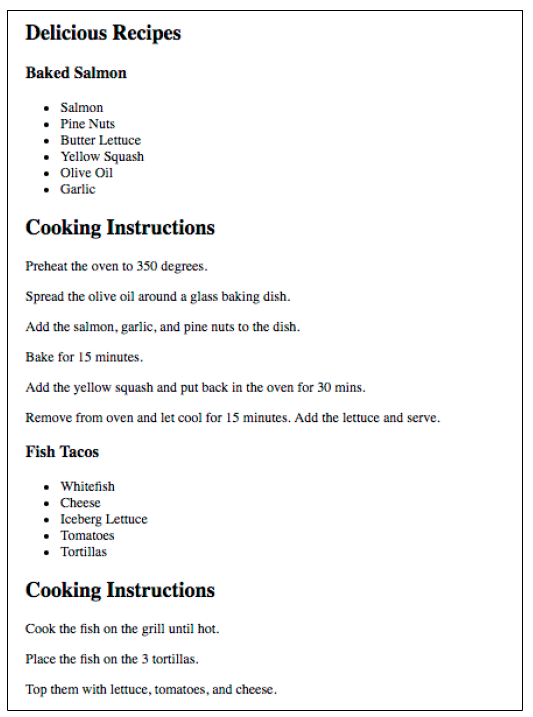 Delicious Recipes
Baked Salmon
• Salmon
• Pine Nuts
• Butter Lettuce
• Yellow Squash
• Olive Oil
• Garlic
Cooking Instructions
Preheat the oven to 350 degrees.
Spread the olive oil around a glass baking dish.
Add the salmon, garlic, and pine nuts to the dish.
Bake for 15 minutes.
Add the yellow squash and put back in the oven for 30 mins.
Remove from oven and let cool for 15 minutes. Add the lettuce and serve.
Fish Tacos
• Whitefish
• Cheese
• Iceberg Lettuce
• Tomatoes
• Tortillas
Cooking Instructions
Cook the fish on the grill until hot.
Place the fish on the 3 tortillas.
Top them with lettuce, tomatoes, and cheese.